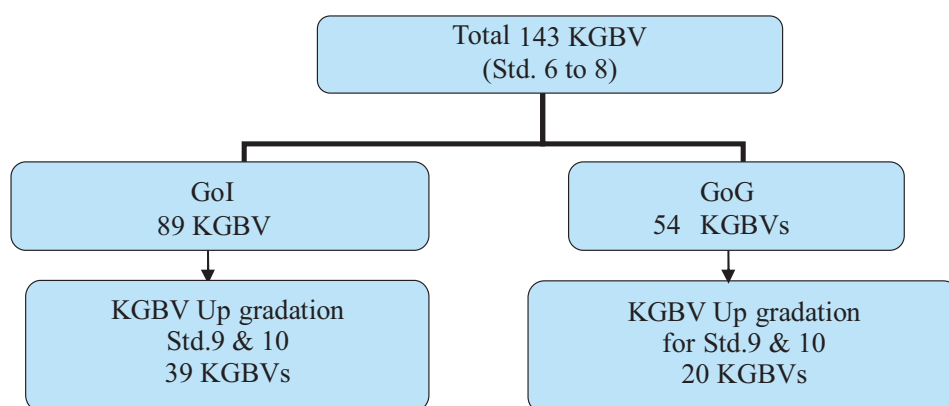 Total 143 KGBV
(Std. 6 to 8)
GoI
89 KGBV
GoG
54 KGBVs
KGBV Up gradation
Std.9 & 10
39 KGBVs
KGBV Up gradation
for Std.9 & 10
20 KGBVs